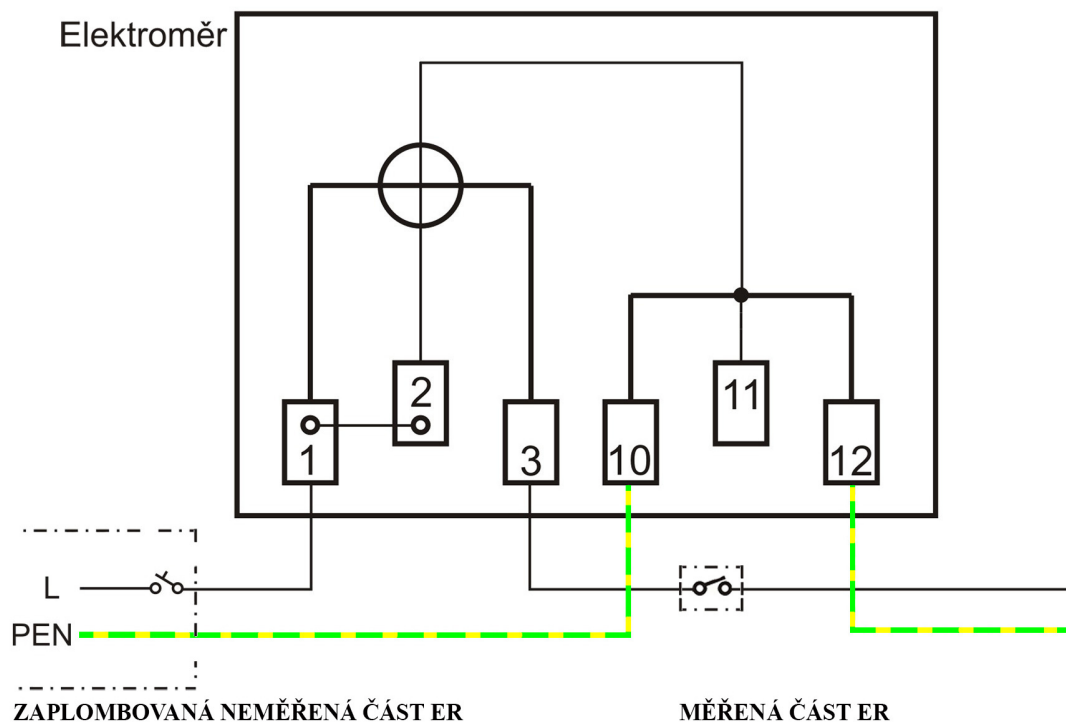 Elektroměr
2
11
1
3
10
12
L
PEN
ZAPLOMBOVANÁ NEMĚŘENÁ ČÁST ER
MĚŘENÁ ČÁST ER